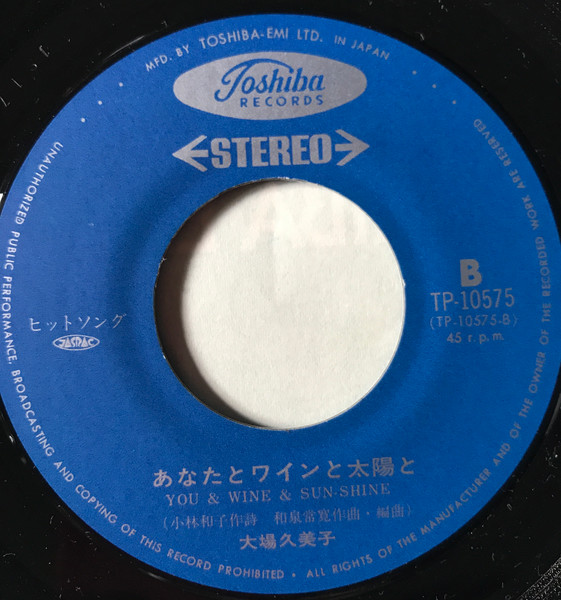 MFD. BY TOSHIBA-EMI LTD. IN JAPAN
Toshiba
RECORDS
STEREO
B
TP-10575
(TP-10575-B)
45 r.p.m.
ヒットソング
JASRAC
あなたとワインと太陽と
YOU & WINE & SUN-SHINE
(小林和子作詩 和泉常寛作曲・編曲)
大場久美子
UNAUTHORIZED PUBLIC PERFORMANCE, BROADCASTING AND COPYING OF THIS RECORD PROHIBITED • ALL RIGHTS OF THE MANUFACTURER AND OF THE OWNER OF THE RECORDED WORK ARE RESERVED